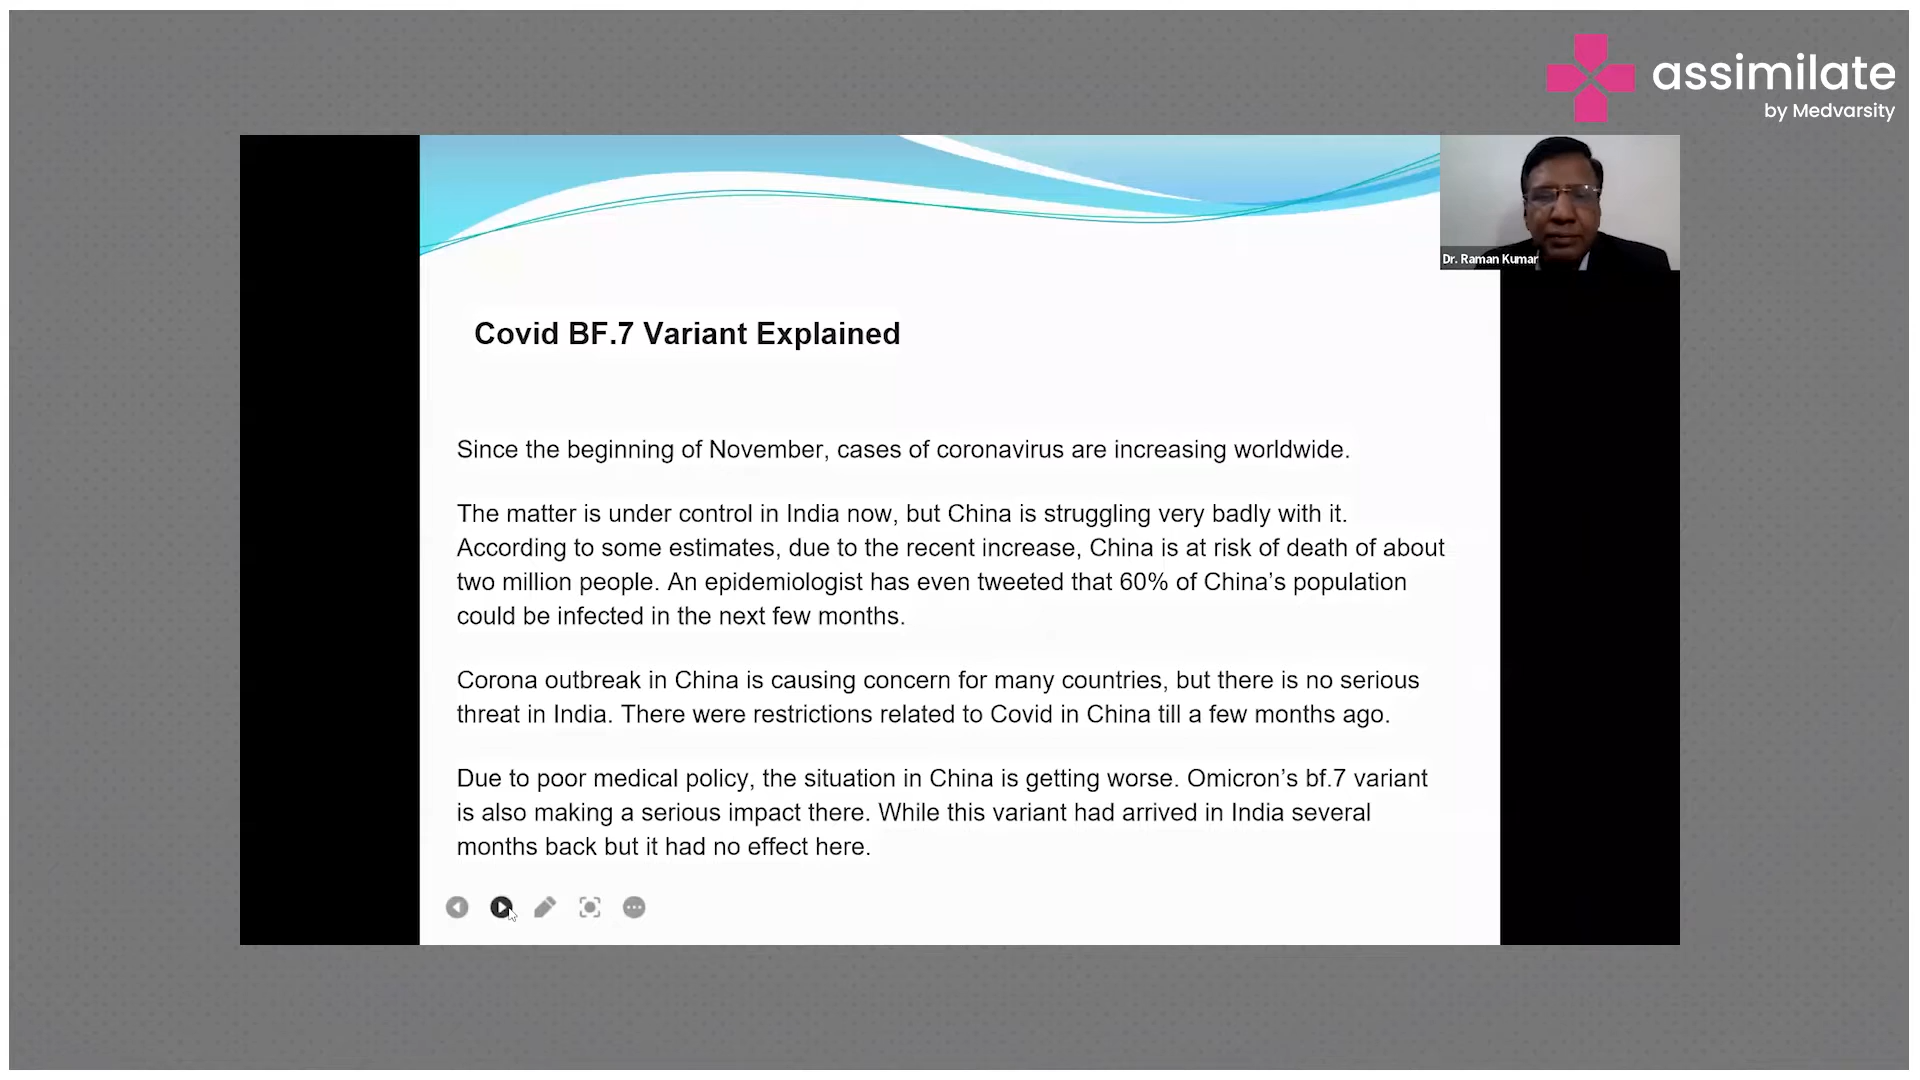 assimilate
by Medvarsity
Dr. Raman Kumar
Covid BF.7 Variant Explained
Since the beginning of November, cases of coronavirus are increasing worldwide.
The matter is under control in India now, but China is struggling very badly with it.
According to some estimates, due to the recent increase, China is at risk of death of about
two million people. An epidemiologist has even tweeted that 60% of China's population
could be infected in the next few months.
Corona outbreak in China is causing concern for many countries, but there is no serious
threat in India. There were restrictions related to Covid in China till a few months ago.
Due to poor medical policy, the situation in China is getting worse. Omicron's bf.7 variant
is also making a serious impact there. While this variant had arrived in India several
months back but it had no effect here.